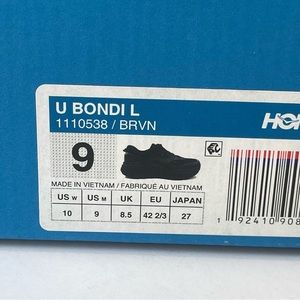 U BONDI L
1110538 / BRVN
9
MADE IN VIETNAM / FABRIQUÉ AU VIETNAM
US W US M UK EU JAPAN
10 9 8.5 42 2/3 27
1 92410 908